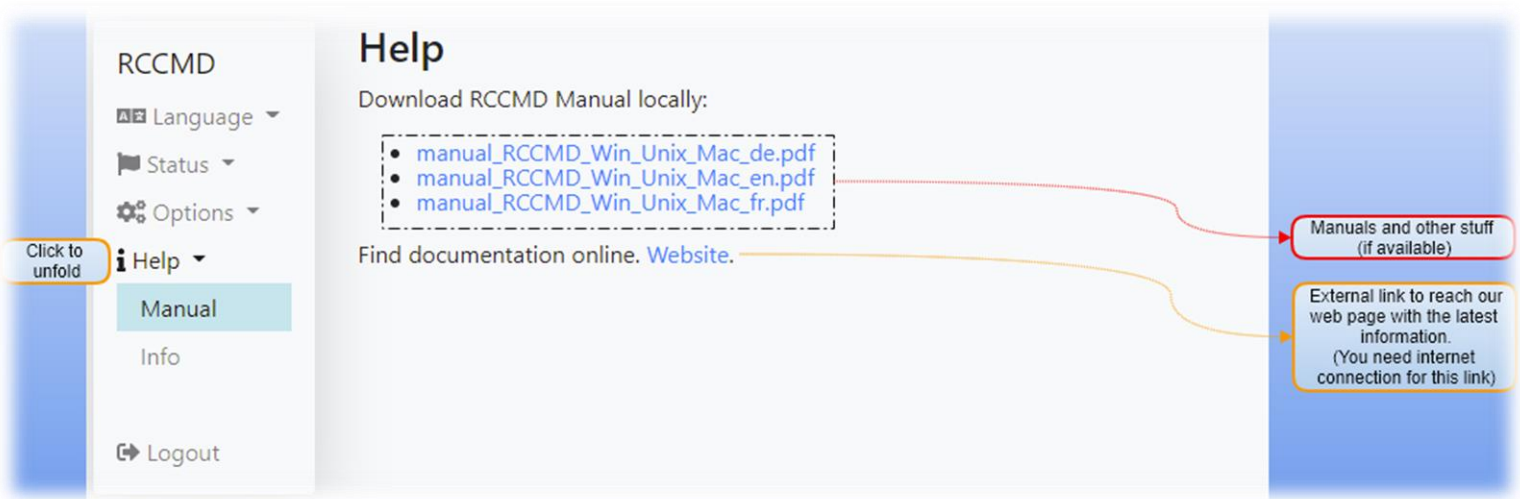 RCCMD
Language
Status
Options
Click to
unfold
Help
Manual
Info
Logout
Help
Download RCCMD Manual locally:
manual_RCCMD_Win_Unix_Mac_de.pdf
manual_RCCMD_Win_Unix_Mac_en.pdf
manual_RCCMD_Win_Unix_Mac_fr.pdf
Find documentation online. Website.
Manuals and other stuff
(if available)
External link to reach our
web page with the latest
information.
(You need internet
connection for this link)